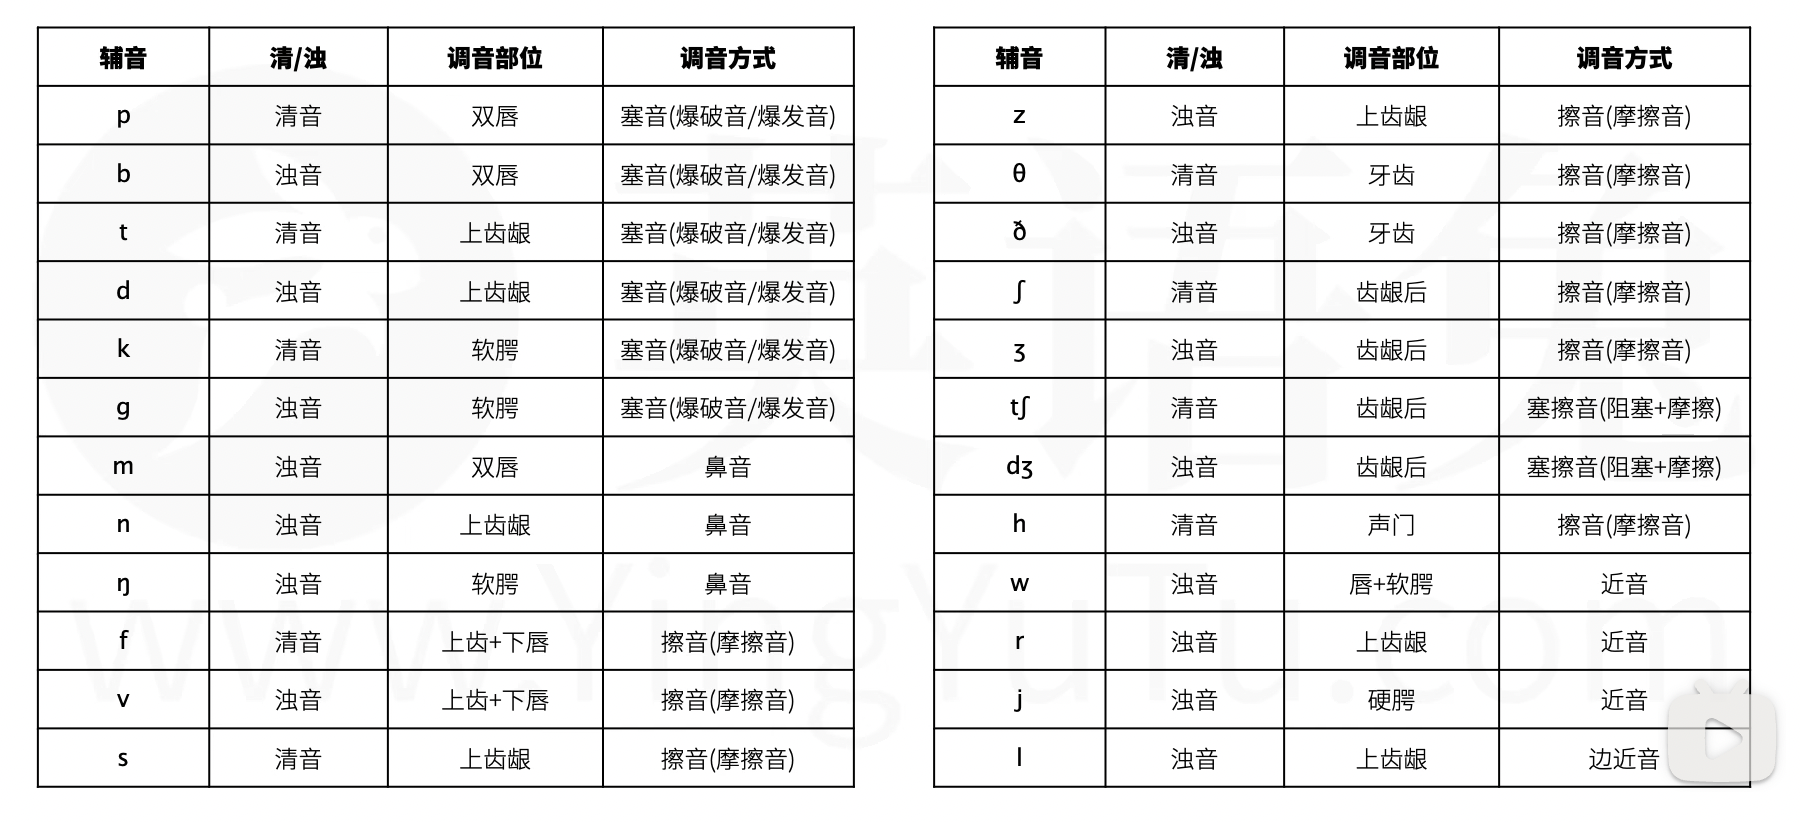 辅音 清/浊 调音部位 调音方式
p 清音 双唇 塞音(爆破音/爆发音)
b 浊音 双唇 塞音(爆破音/爆发音)
t 清音 上齿龈 塞音(爆破音/爆发音)
d 浊音 上齿龈 塞音(爆破音/爆发音)
k 清音 软腭 塞音(爆破音/爆发音)
g 浊音 软腭 塞音(爆破音/爆发音)
m 浊音 双唇 鼻音
n 浊音 上齿龈 鼻音
ŋ 浊音 软腭 鼻音
f 清音 上齿+下唇 擦音(摩擦音)
v 浊音 上齿+下唇 擦音(摩擦音)
s 清音 上齿龈 擦音(摩擦音)
辅音 清/浊 调音部位 调音方式
z 浊音 上齿龈 擦音(摩擦音)
θ 清音 牙齿 擦音(摩擦音)
ð 浊音 牙齿 擦音(摩擦音)
ʃ 清音 齿龈后 擦音(摩擦音)
ʒ 浊音 齿龈后 擦音(摩擦音)
tʃ 清音 齿龈后 塞擦音(阻塞+摩擦)
dʒ 浊音 齿龈后 塞擦音(阻塞+摩擦)
h 清音 声门 擦音(摩擦音)
w 浊音 唇+软腭 近音
r 浊音 上齿龈 近音
j 浊音 硬腭 近音
l 浊音 上齿龈 边近音
英语兔
www.YingYuTu.com